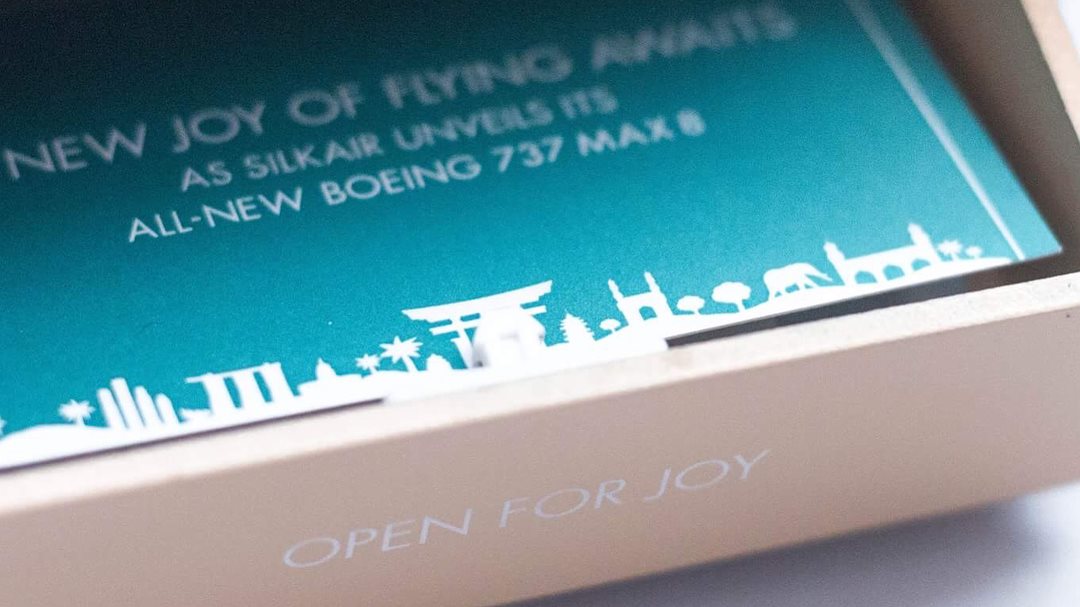 NEW JOY OF FLYING AWAITS
AS SILKAIR UNVEILS ITS
ALL-NEW BOEING 737 MAX 8
OPEN FOR JOY